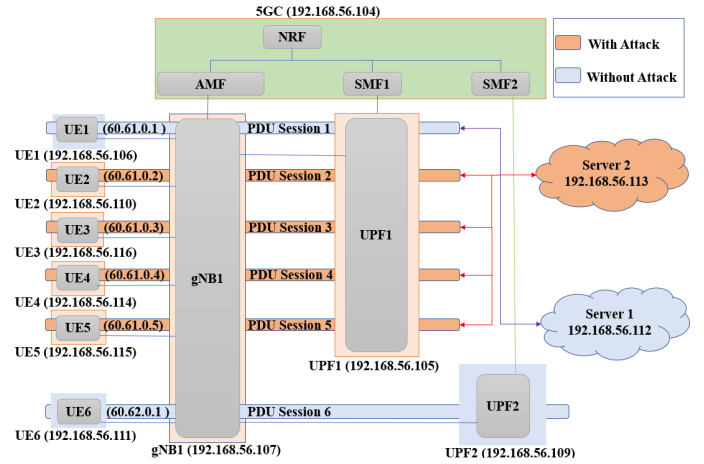 5GC (192.168.56.104)
NRF
AMF
SMF1
SMF2
With Attack
Without Attack
UE1
(60.61.0.1 )
PDU Session 1
UE1 (192.168.56.106)
UE2
(60.61.0.2)
PDU Session 2
UE2 (192.168.56.110)
Server 2
192.168.56.113
UE3
(60.61.0.3)
PDU Session 3
UE3 (192.168.56.116)
UPF1
gNB1
UE4
(60.61.0.4)
PDU Session 4
UE4 (192.168.56.114)
UE5
(60.61.0.5)
PDU Session 5
UE5 (192.168.56.115)
Server 1
192.168.56.112
UPF1 (192.168.56.105)
UE6
(60.62.0.1 )
PDU Session 6
UPF2
UE6 (192.168.56.111)
gNB1 (192.168.56.107)
UPF2 (192.168.56.109)